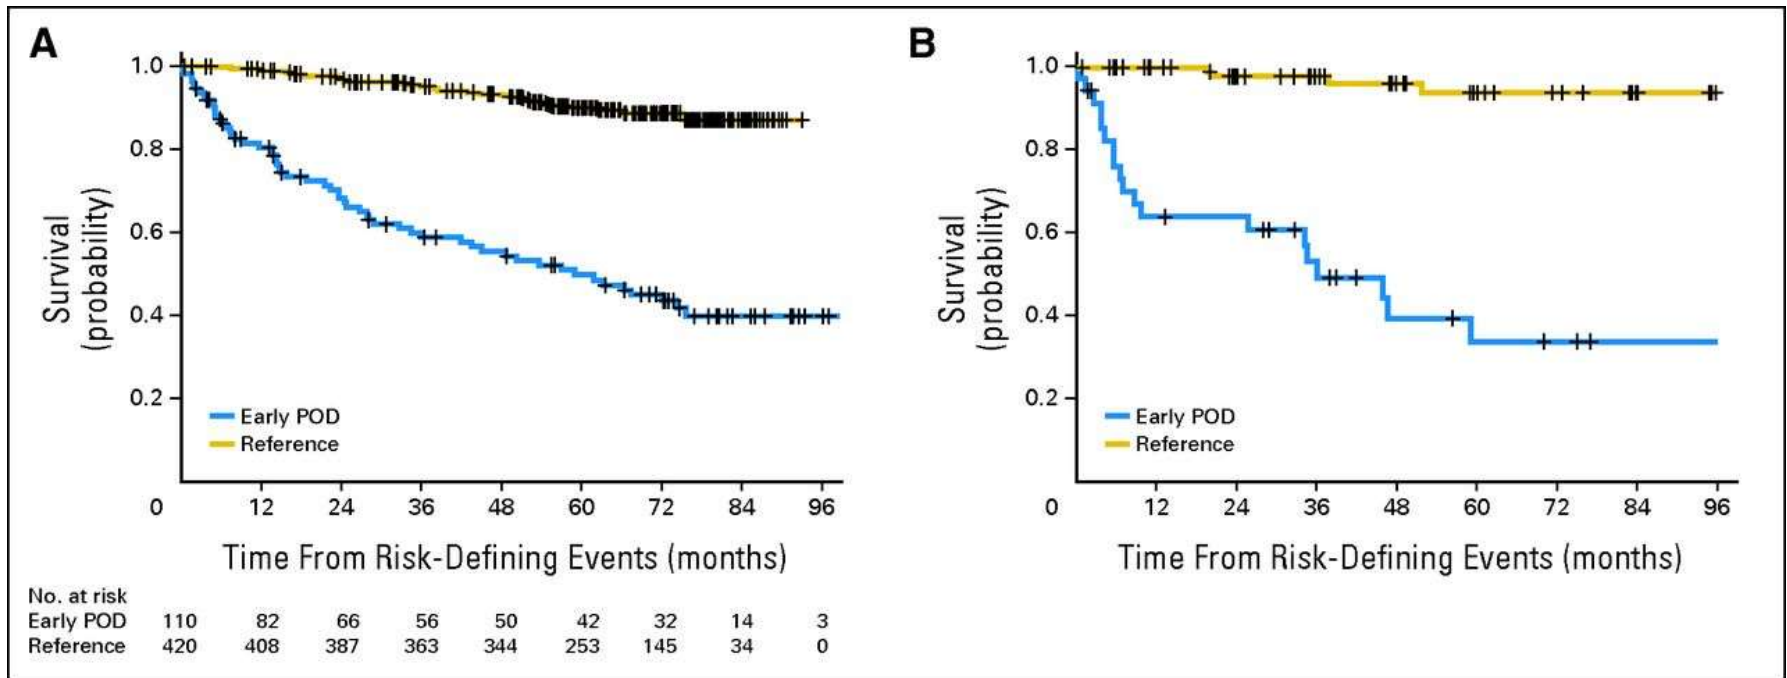 A
1.0
0.8
0.6
0.4
0.2
Survival
(probability)
Early POD
Reference
0 12 24 36 48 60 72 84 96
Time From Risk-Defining Events (months)
No. at risk
Early POD 110 82 66 56 50 42 32 14 3
Reference 420 408 387 363 344 253 145 34 0
B
1.0
0.8
0.6
0.4
0.2
Survival
(probability)
Early POD
Reference
0 12 24 36 48 60 72 84 96
Time From Risk-Defining Events (months)